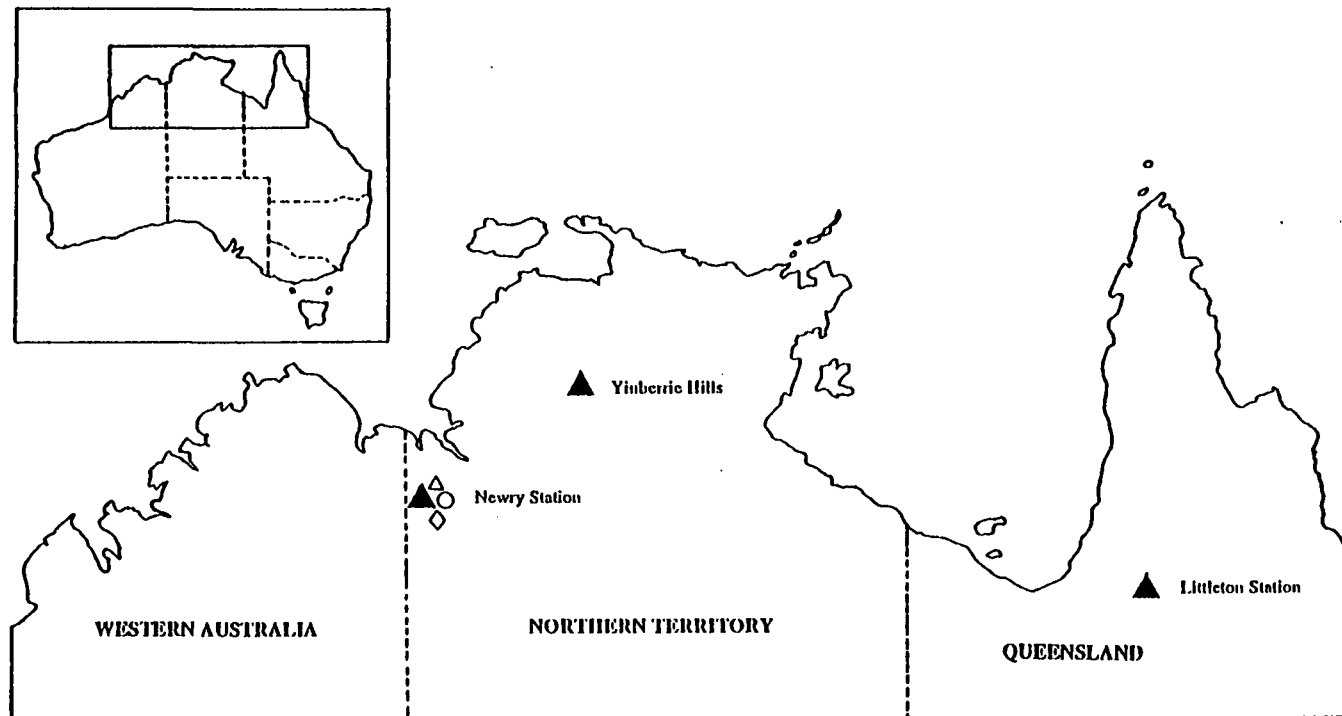 Yinberrie Hills
Newry Station
Littleton Station
WESTERN AUSTRALIA
NORTHERN TERRITORY
QUEENSLAND